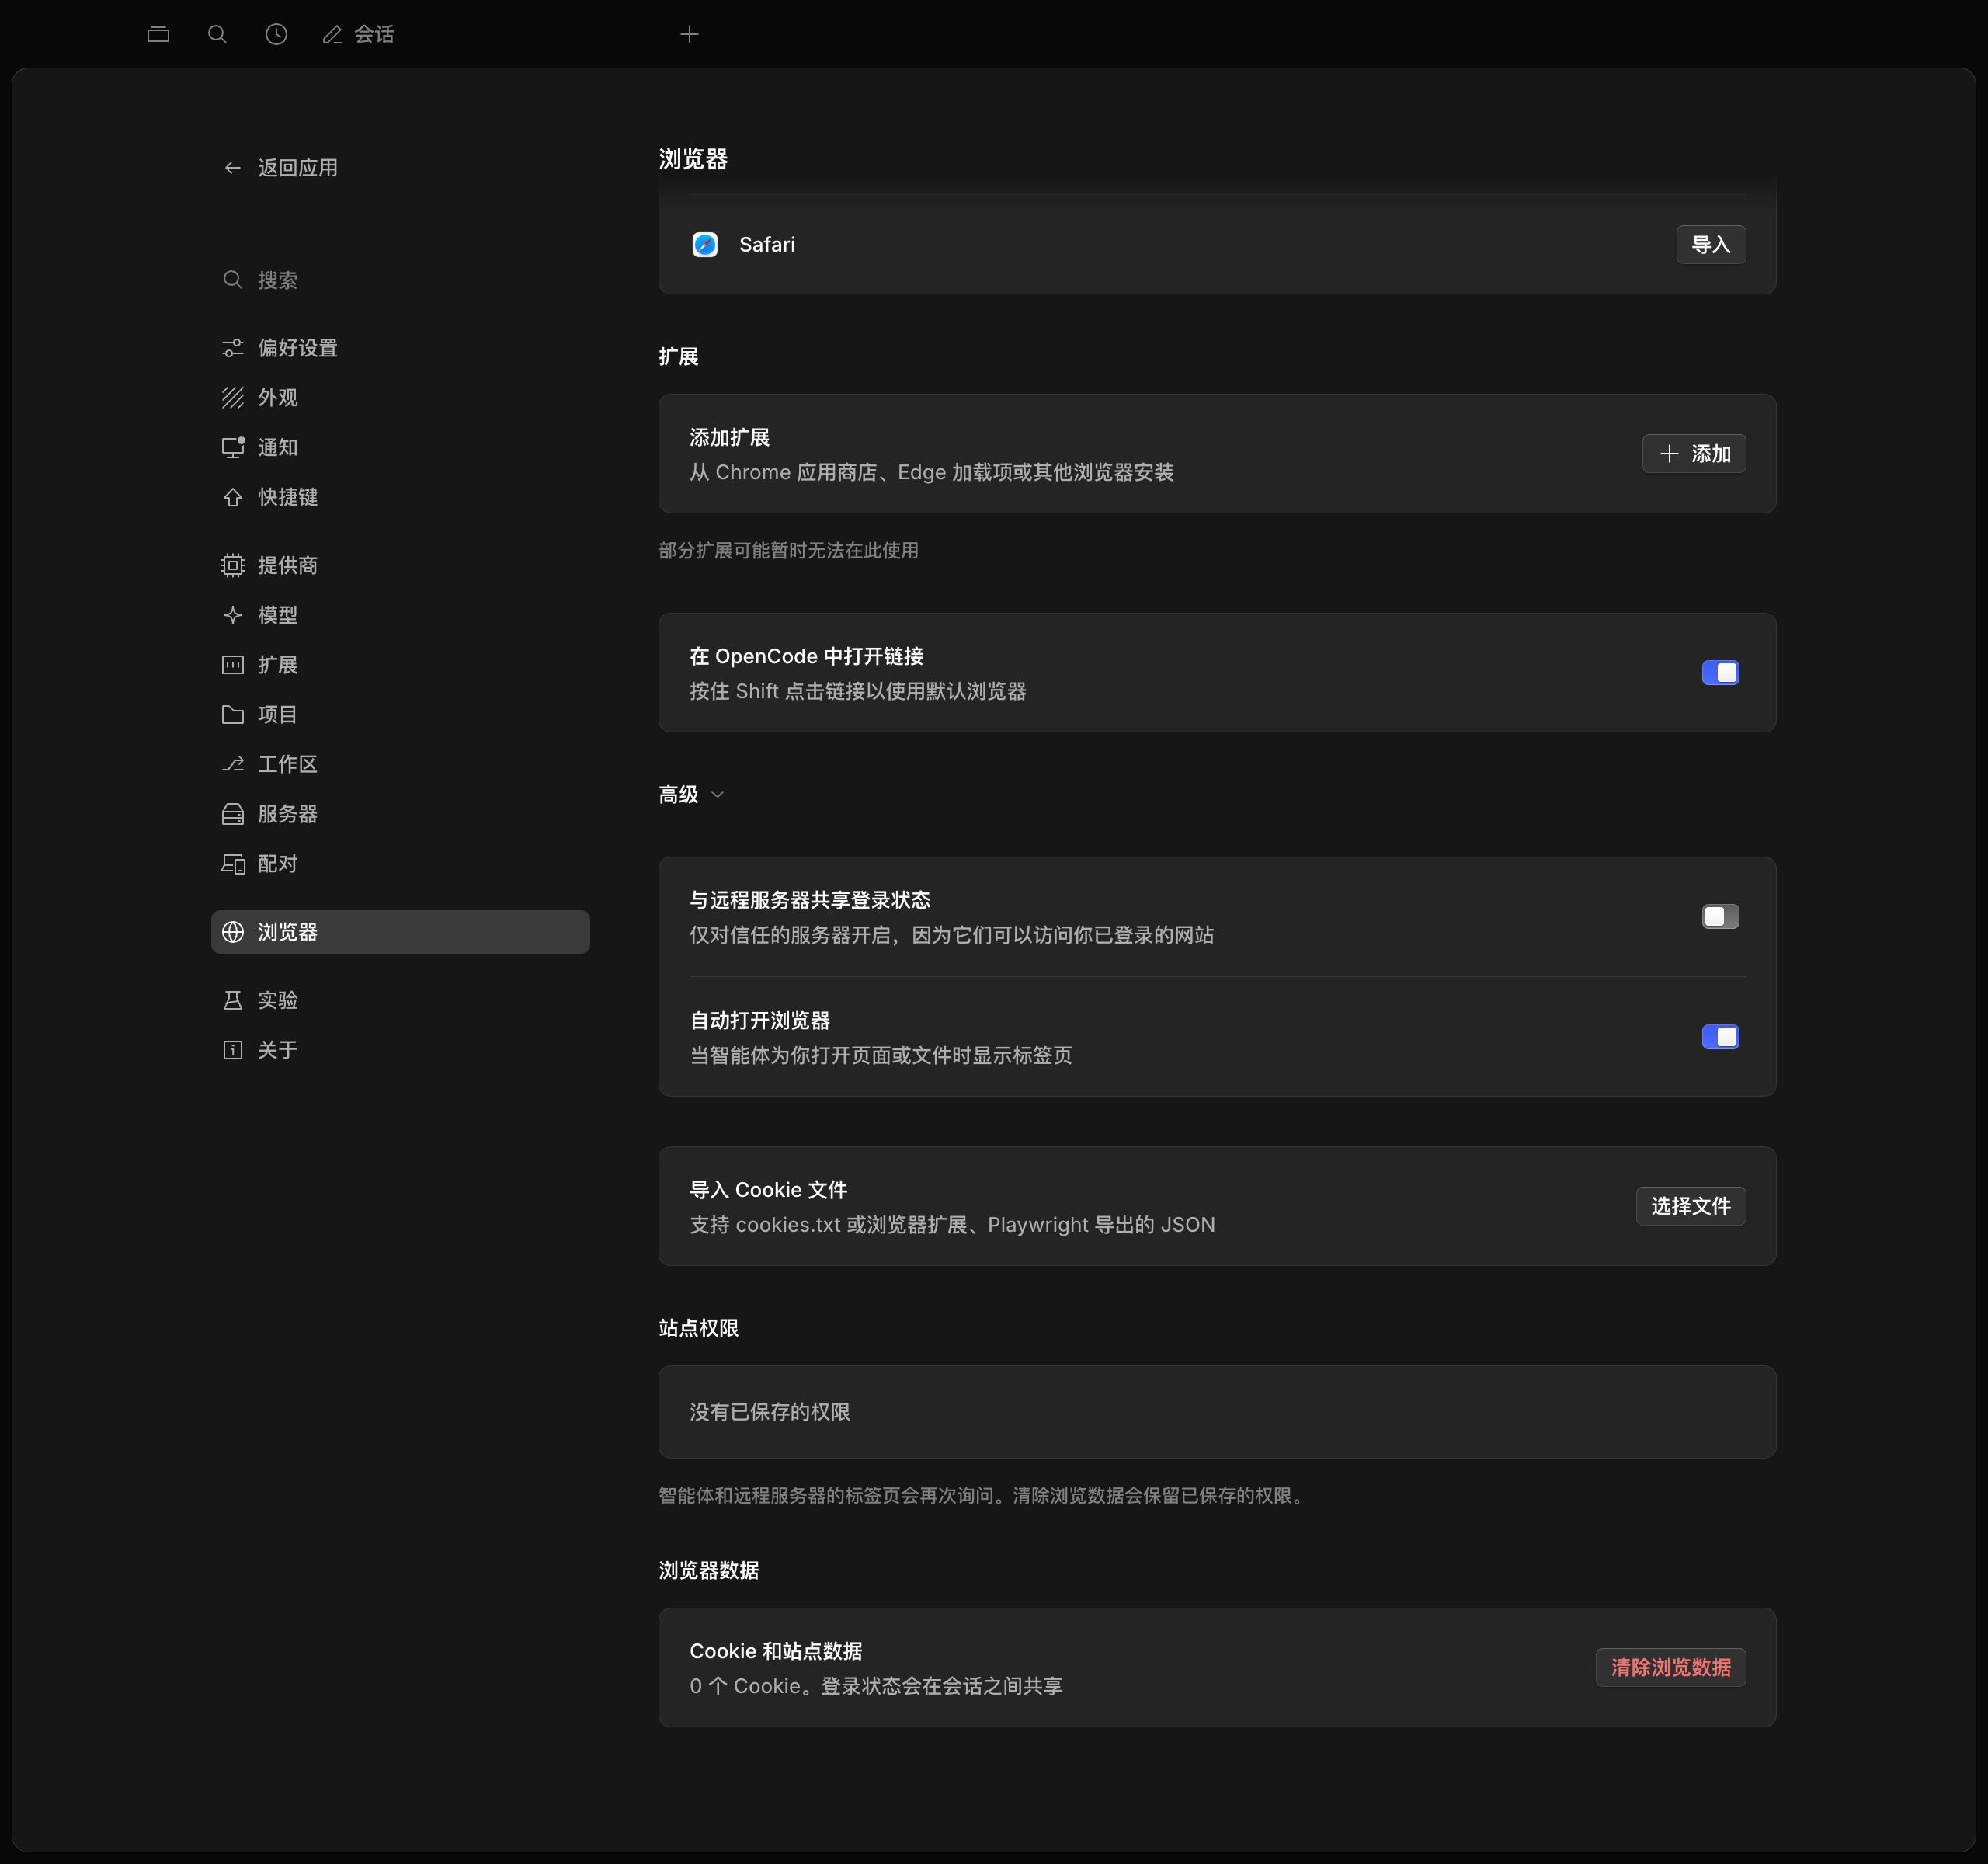 会话
返回应用
搜索
偏好设置
外观
通知
快捷键
提供商
模型
扩展
项目
工作区
服务器
配对
浏览器
实验
关于
浏览器
Safari
导入
扩展
添加扩展
从 Chrome 应用商店、Edge 加载项或其他浏览器安装
添加
部分扩展可能暂时无法在此使用
在 OpenCode 中打开链接
按住 Shift 点击链接以使用默认浏览器
高级
与远程服务器共享登录状态
仅对信任的服务器开启，因为它们可以访问你已登录的网站
自动打开浏览器
当智能体为你打开页面或文件时显示标签页
导入 Cookie 文件
支持 cookies.txt 或浏览器扩展、Playwright 导出的 JSON
选择文件
站点权限
没有已保存的权限
智能体和远程服务器的标签页会再次询问。清除浏览数据会保留已保存的权限。
浏览器数据
Cookie 和站点数据
0 个 Cookie。登录状态会在会话之间共享
清除浏览数据